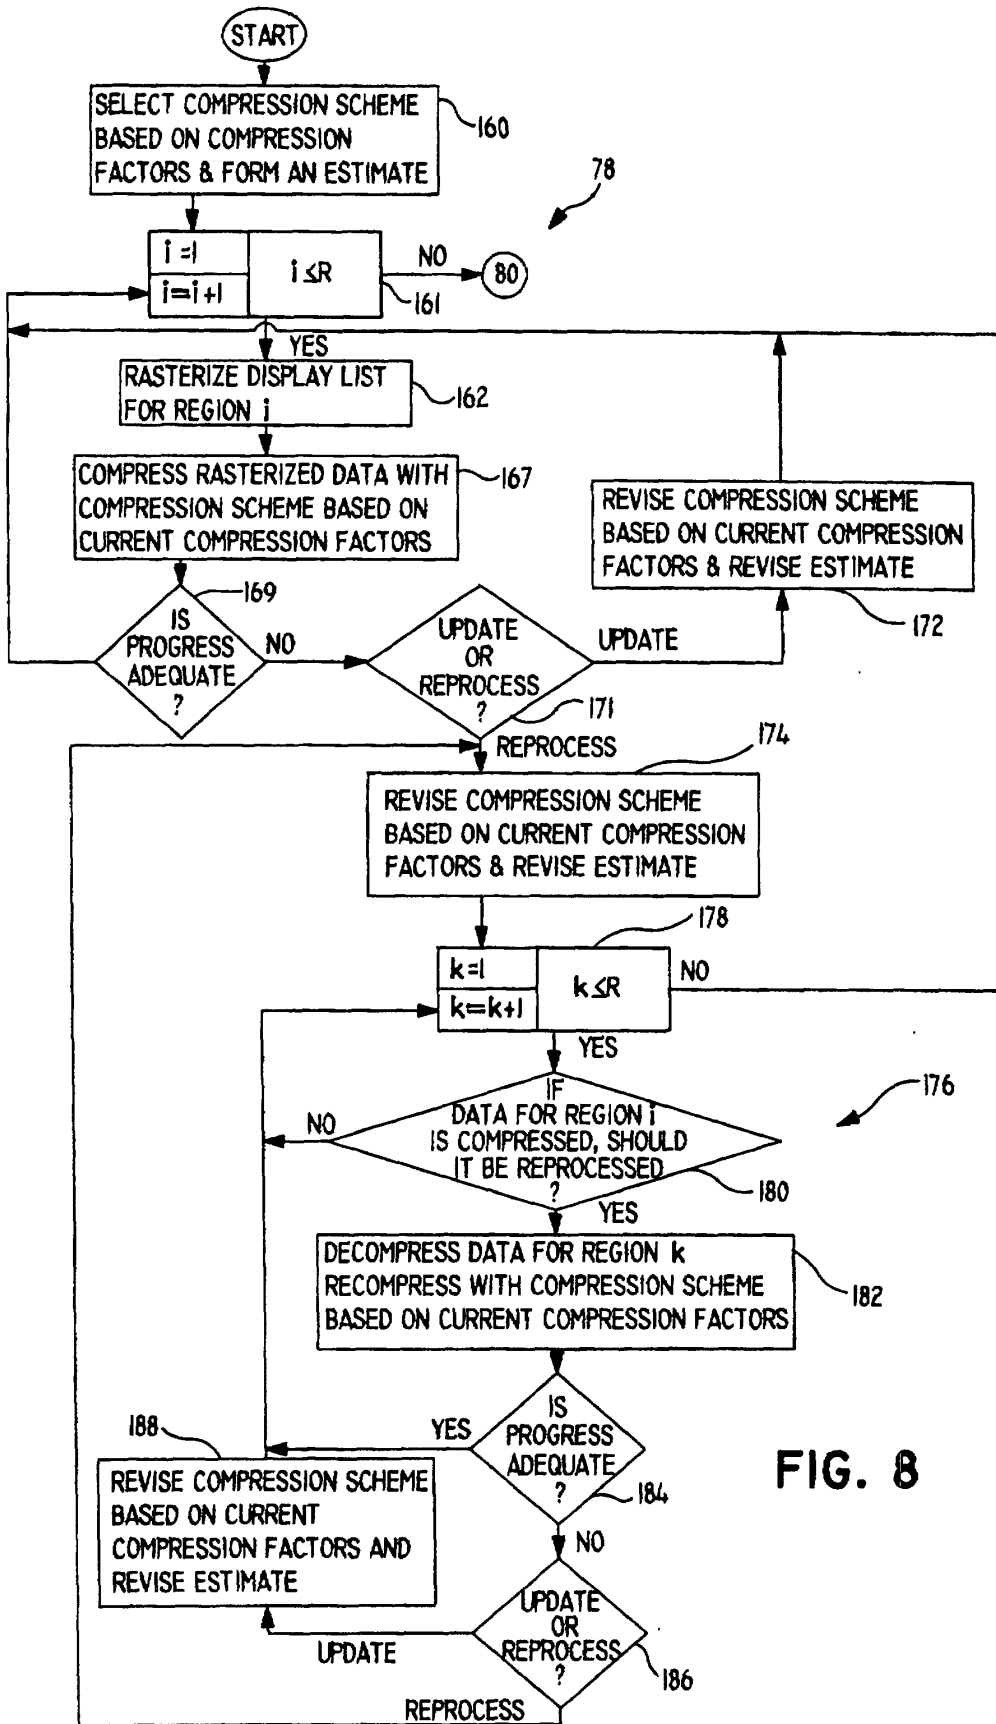 START
SELECT COMPRESSION SCHEME
BASED ON COMPRESSION
FACTORS & FORM AN ESTIMATE
160
78
i =1
i=i+1
i≤R
NO
80
161
YES
RASTERIZE DISPLAY LIST
FOR REGION i
162
COMPRESS RASTERIZED DATA WITH
COMPRESSION SCHEME BASED ON
CURRENT COMPRESSION FACTORS
167
REVISE COMPRESSION SCHEME
BASED ON CURRENT COMPRESSION
FACTORS & REVISE ESTIMATE
172
169
IS
PROGRESS
ADEQUATE
?
NO
UPDATE
OR
REPROCESS
?
UPDATE
171
REPROCESS
174
REVISE COMPRESSION SCHEME
BASED ON CURRENT COMPRESSION
FACTORS & REVISE ESTIMATE
178
k=1
k=k+1
k≤R
NO
YES
176
IF
DATA FOR REGION i
IS COMPRESSED, SHOULD
IT BE REPROCESSED
?
NO
180
YES
DECOMPRESS DATA FOR REGION k
RECOMPRESS WITH COMPRESSION SCHEME
BASED ON CURRENT COMPRESSION FACTORS
182
IS
PROGRESS
ADEQUATE
?
YES
184
188
REVISE COMPRESSION SCHEME
BASED ON CURRENT
COMPRESSION FACTORS AND
REVISE ESTIMATE
FIG. 8
NO
UPDATE
OR
REPROCESS
?
UPDATE
186
REPROCESS